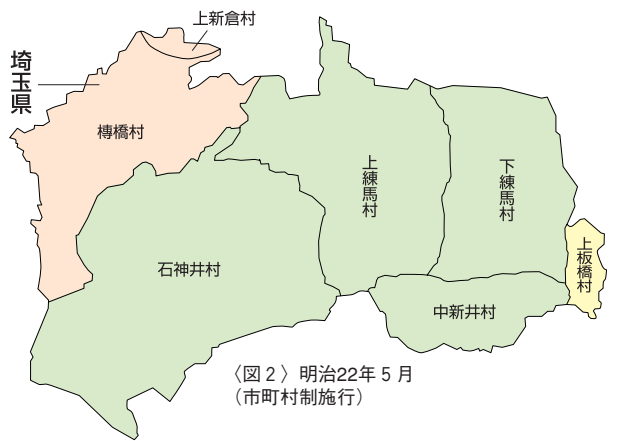 上新倉村
埼玉県
榑橋村
上練馬村
下練馬村
上板橋村
石神井村
中新井村
〈図２〉明治22年５月
（市町村制施行）